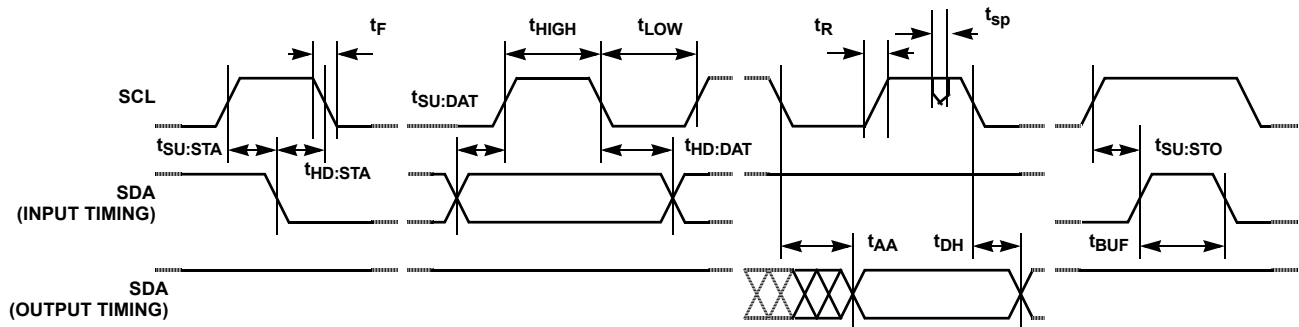 tF
tHIGH
tLOW
tR
tsp
SCL
tSU:DAT
tSU:STA
tHD:STA
tHD:DAT
tSU:STO
SDA
(INPUT TIMING)
tAA
tDH
tBUF
SDA
(OUTPUT TIMING)